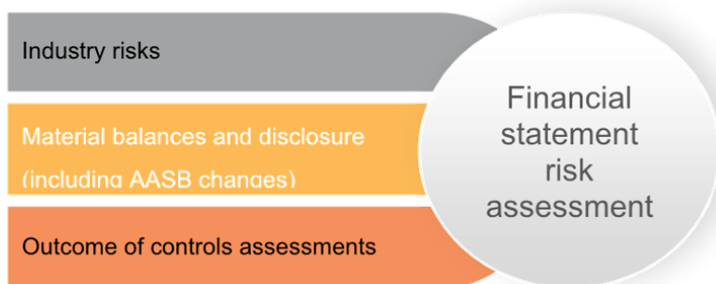 Industry risks
Material balances and disclosure
(including AASB changes)
Outcome of controls assessments
Financial
statement
risk
assessment